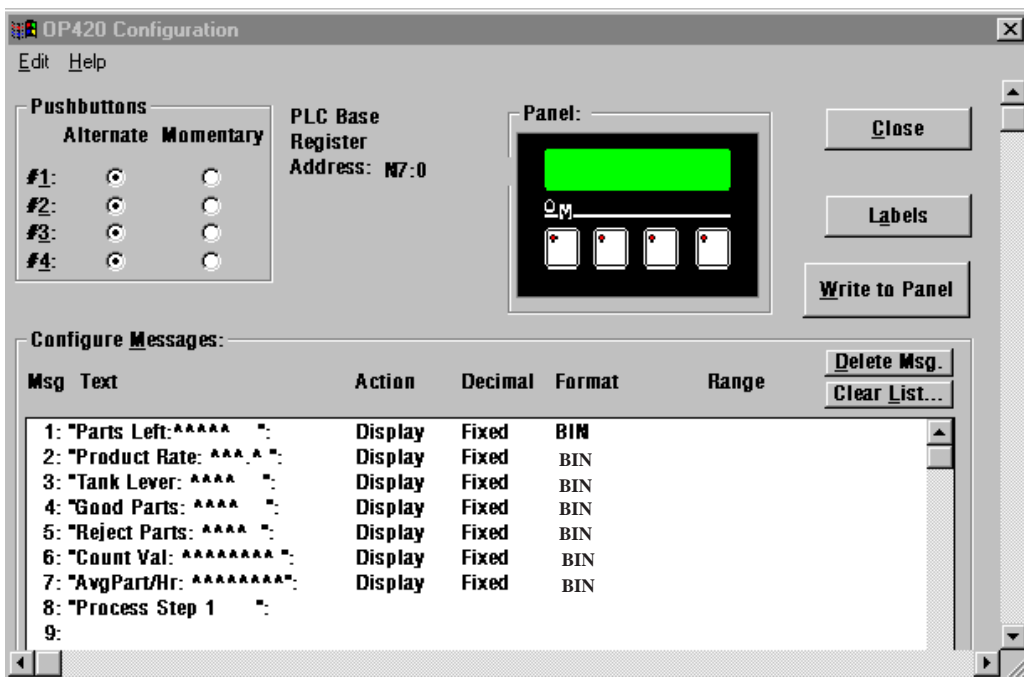 OP420 Configuration
Edit Help
Pushbuttons
Alternate Momentary
#1:
#2:
#3:
#4:
PLC Base
Register
Address: N7:0
Panel:
M
Close
Labels
Write to Panel
Configure Messages:
Delete Msg.
Clear List...
Msg Text Action Decimal Format Range
1: "Parts Left:^^^^^ ": Display Fixed BIN
2: "Product Rate: ^^^.^ ": Display Fixed BIN
3: "Tank Lever: ^^^^ ": Display Fixed BIN
4: "Good Parts: ^^^^ ": Display Fixed BIN
5: "Reject Parts: ^^^^ ": Display Fixed BIN
6: "Count Val: ^^^^^^^^ ": Display Fixed BIN
7: "AvgPart/Hr: ^^^^^^^^": Display Fixed BIN
8: "Process Step 1 ":
9: